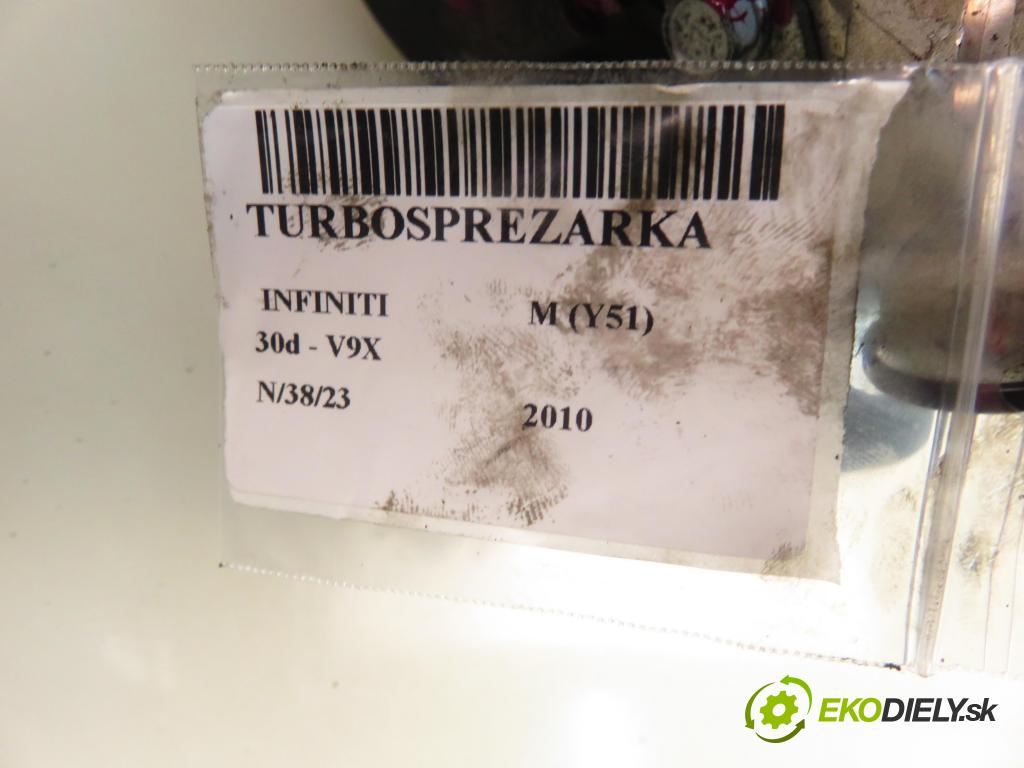 TURBOSPREZARKA
INFINITI M (Y51)
30d - V9X
N/38/23 2010
EKODIELY.sk